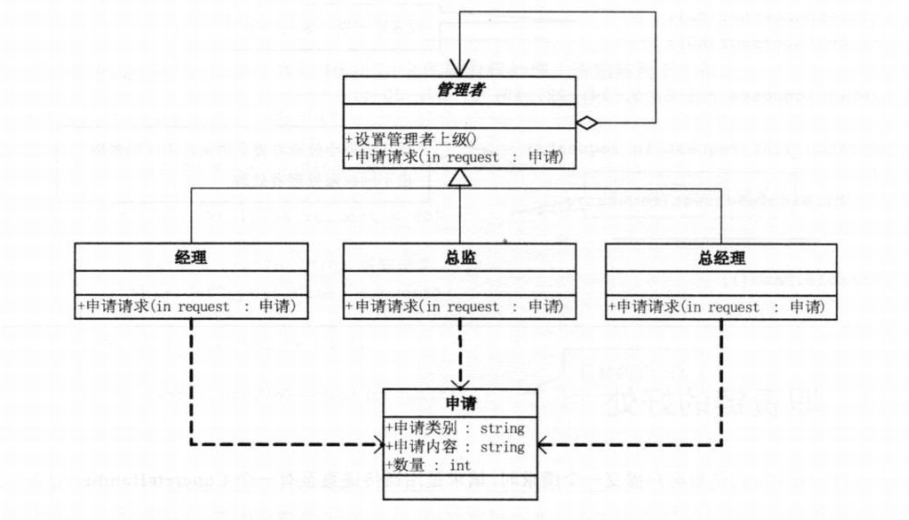 管理者
+设置管理者上级()
+申请请求(in request : 申请)
经理
+申请请求(in request : 申请)
总监
+申请请求(in request : 申请)
总经理
+申请请求(in request : 申请)
申请
+申请类别 : string
+申请内容 : string
+数量 : int